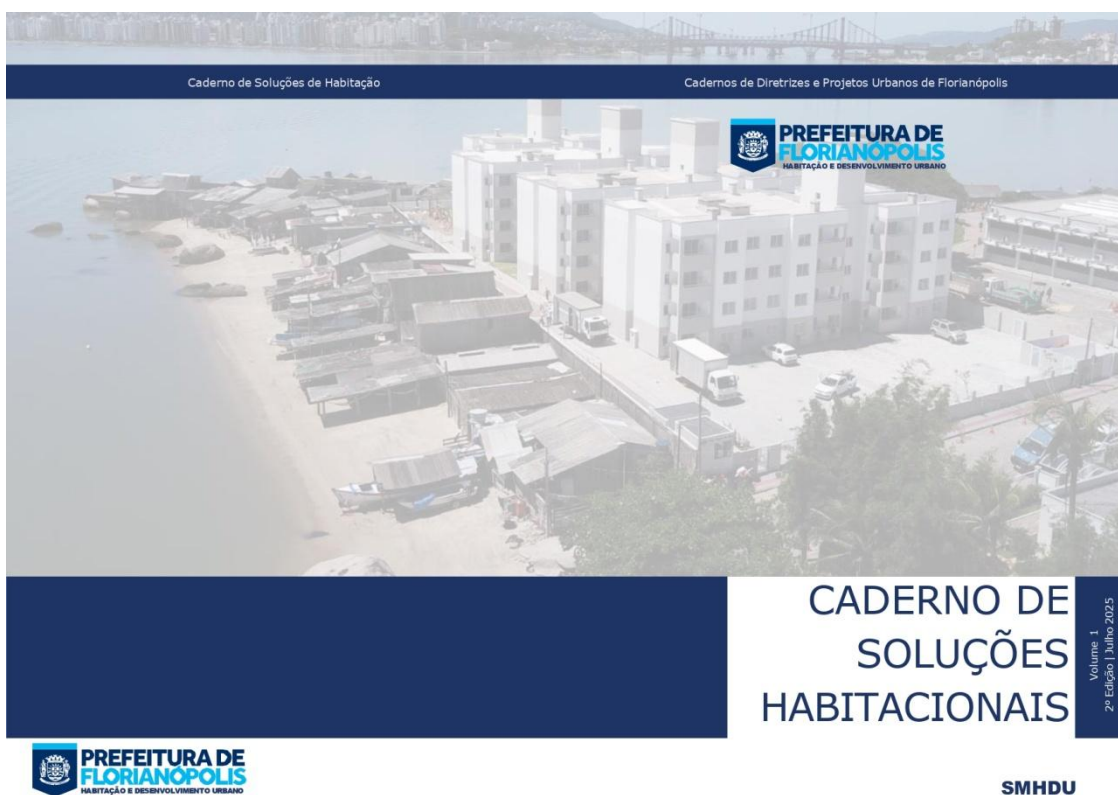 Caderno de Soluções de Habitação
Cadernos de Diretrizes e Projetos Urbanos de Florianópolis
PREFEITURA DE
FLORIANÓPOLIS
HABITAÇÃO E DESENVOLVIMENTO URBANO
CADERNO DE
SOLUÇÕES
HABITACIONAIS
Volume 1
2º Edição | Julho 2025
PREFEITURA DE
FLORIANÓPOLIS
HABITAÇÃO E DESENVOLVIMENTO URBANO
SMHDU